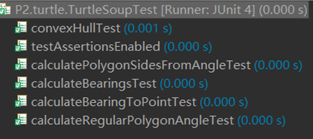 P2.turtle.TurtleSoupTest [Runner: JUnit 4] (0.000 s)
convexHullTest (0.001 s)
testAssertionsEnabled (0.000 s)
calculatePolygonSidesFromAngleTest (0.000 s)
calculateBearingsTest (0.000 s)
calculateBearingToPointTest (0.000 s)
calculateRegularPolygonAngleTest (0.000 s)